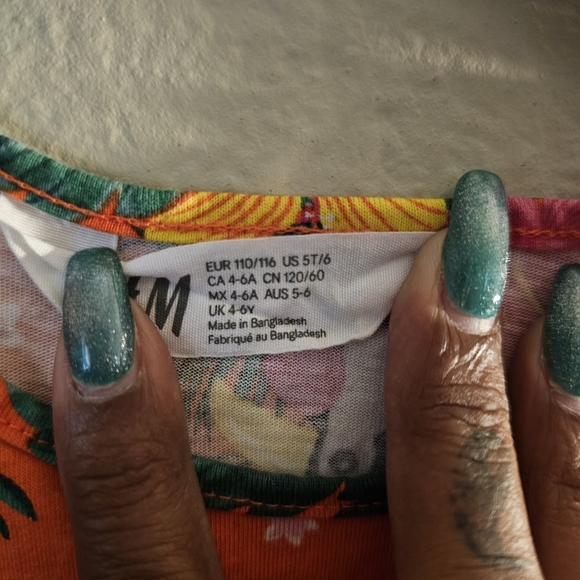 M
EUR 110/116 US 5T/6
CA 4-6A CN 120/60
MX 4-6A AUS 5-6
UK 4-6Y
Made in Bangladesh
Fabriqué au Bangladesh